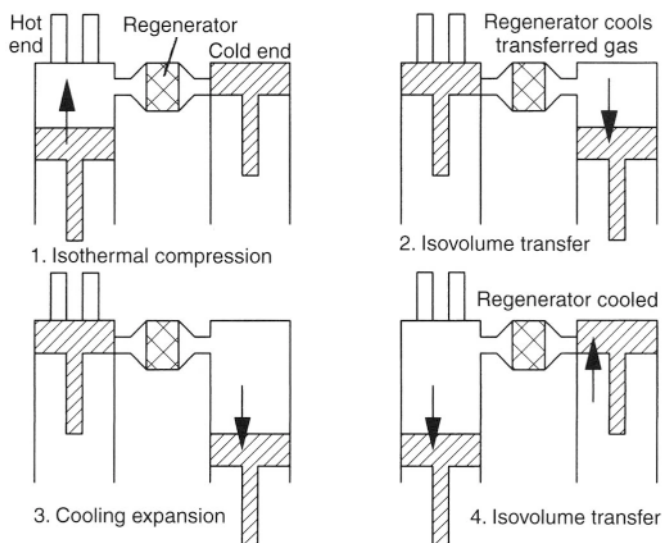 Hot
end
Regenerator
Cold end
1. Isothermal compression
Regenerator cools
transferred gas
2. Isovolume transfer
3. Cooling expansion
Regenerator cooled
4. Isovolume transfer